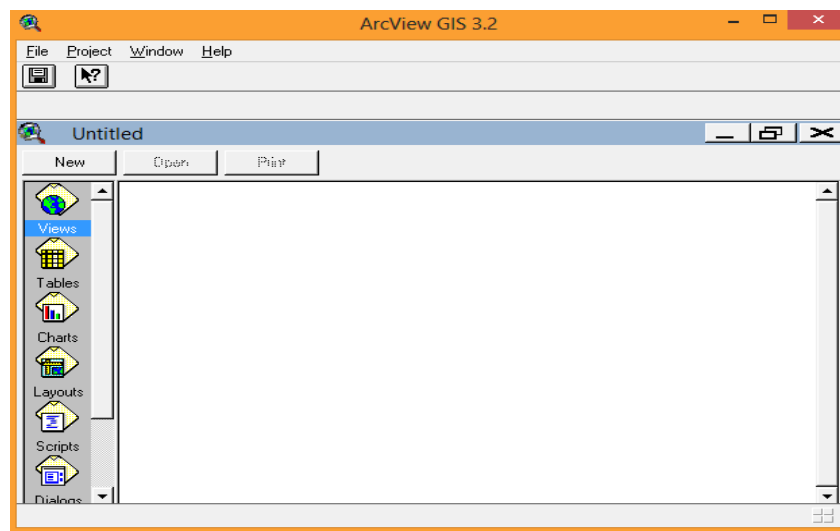 ArcView GIS 3.2
File Project Window Help
Untitled
New Open Print
Views
Tables
Charts
Layouts
Scripts
Dialogs